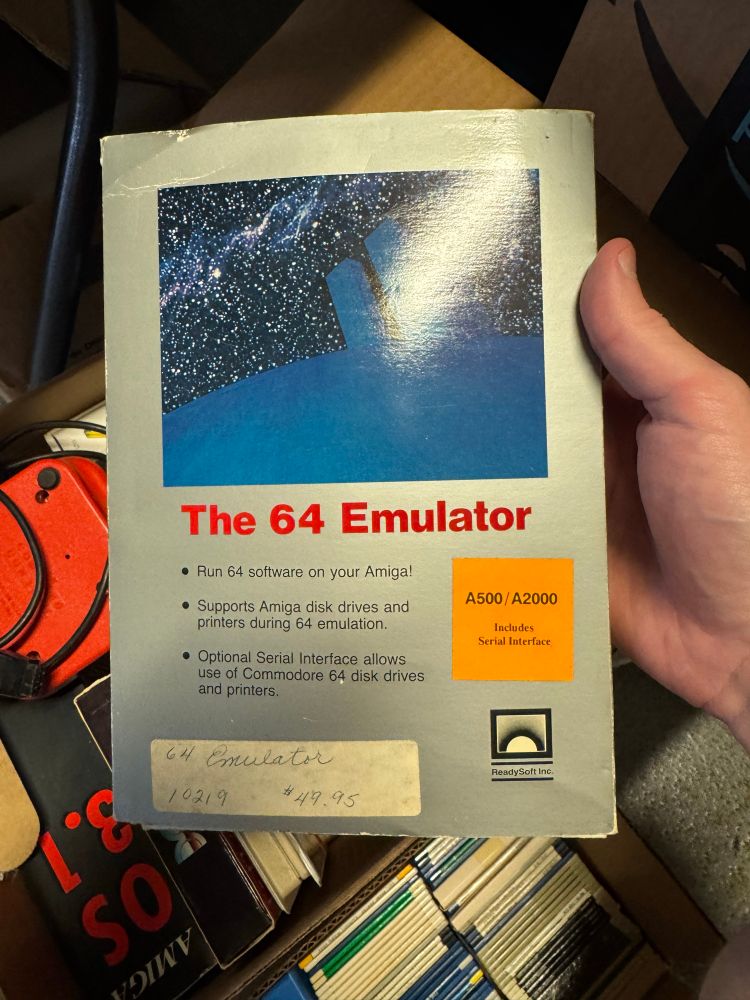 The 64 Emulator
• Run 64 software on your Amiga!
• Supports Amiga disk drives and
printers during 64 emulation.
• Optional Serial Interface allows
use of Commodore 64 disk drives
and printers.
A500/A2000
Includes
Serial Interface
ReadySoft Inc.
64 Emulator
10219 $49.95
AMIGA
OS
3.1